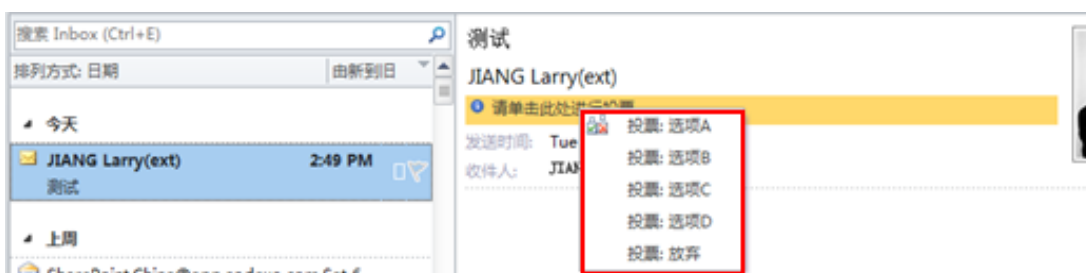 搜索 Inbox (Ctrl+E)
排列方式: 日期 由新到旧
今天
JIANG Larry(ext) 2:49 PM
测试
上周
测试
JIANG Larry(ext)
请单击此处进行投票
发送时间: Tue
收件人: JIAN
投票: 选项A
投票: 选项B
投票: 选项C
投票: 选项D
投票: 放弃